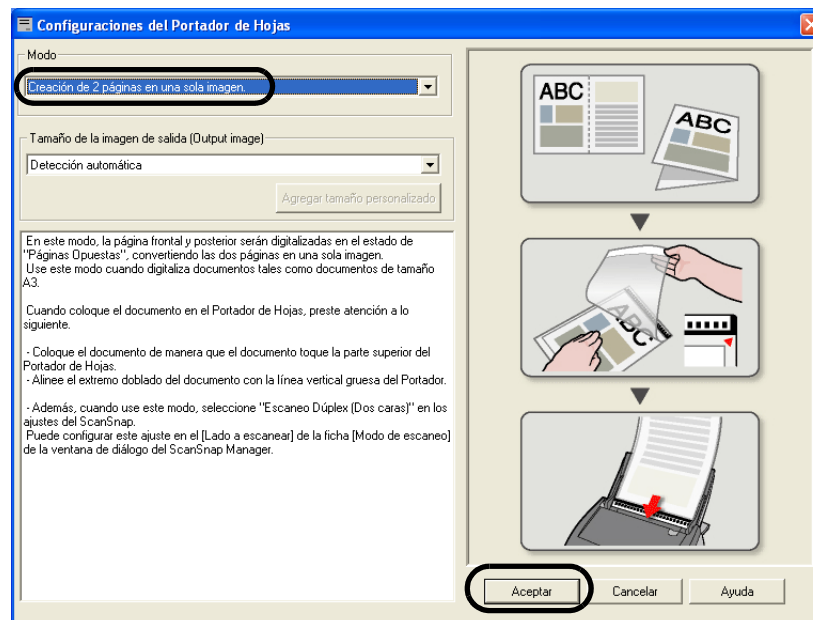 Configuraciones del Portador de Hojas
Modo
Creación de 2 páginas en una sola imagen.
Tamaño de la imagen de salida (Output image)
Detección automática
Agregar tamaño personalizado
En este modo, la página frontal y posterior serán digitalizadas en el estado de
"Páginas Opuestas", convertiendo las dos páginas en una sola imagen.
Use este modo cuando digitaliza documentos tales como documentos de tamaño
A3.
Cuando coloque el documento en el Portador de Hojas, preste atención a lo
siguiente.
- Coloque el documento de manera que el documento toque la parte superior del
Portador de Hojas.
- Alinee el extremo doblado del documento con la línea vertical gruesa del Portador.
- Además, cuando use este modo, seleccione "Escaneo Dúplex (Dos caras)" en los
ajustes del ScanSnap.
Puede configurar este ajuste en el [Lado a escanear] de la ficha [Modo de escaneo]
de la ventana de diálogo del ScanSnap Manager.
ABC
ABC
ABC
Aceptar
Cancelar
Ayuda